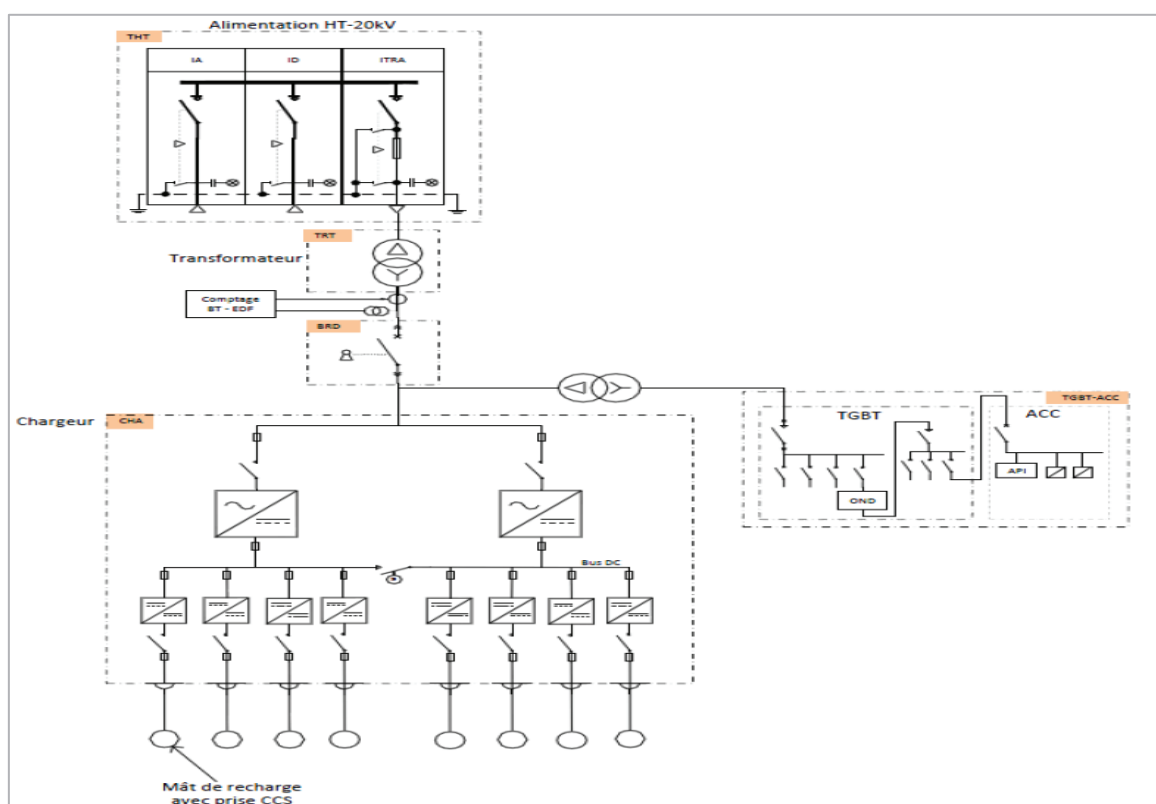 Alimentation HT-20kV
THT
IA
ID
ITRA
TRT
Transformateur
Comptage
BT - EDF
BRD
TGBT-ACC
TGBT
ACC
API
OND
Chargeur
CHA
Bus DC
Mât de recharge
avec prise CCS